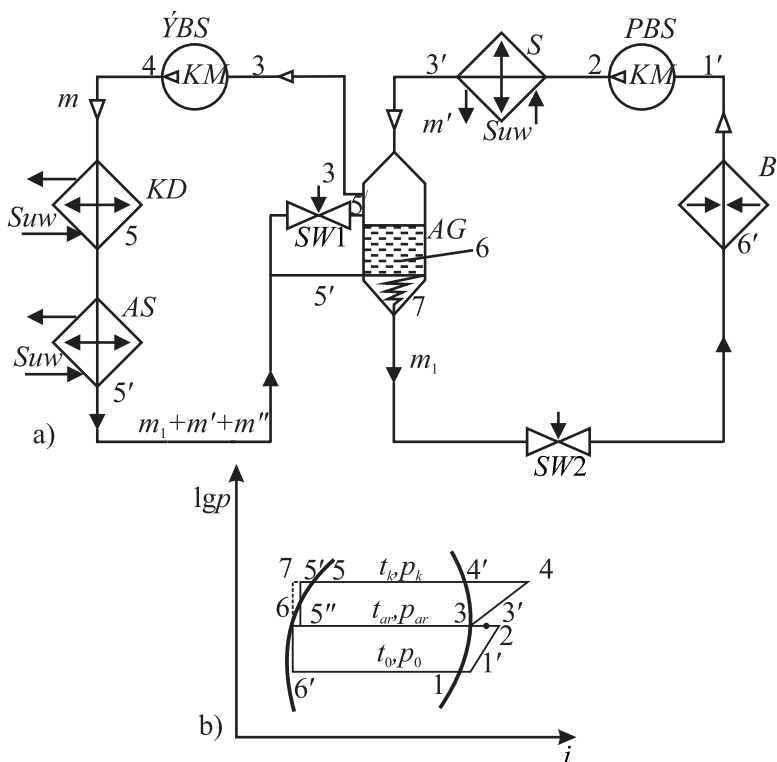 ÝBS
PBS
4
KM
3
3′
S
2
KM
1′
m
m′
Suw
KD
3
5′
B
Suw
5
SW1
AG
6
6′
5′
7
AS
Suw
5′
m₁
m₁+m′+m″
a)
SW2
lgp
7
5′
5
tk,pk
4′
4
6
5″
tar,par
3
3′
2
t₀,p₀
1′
6′
1
b)
i